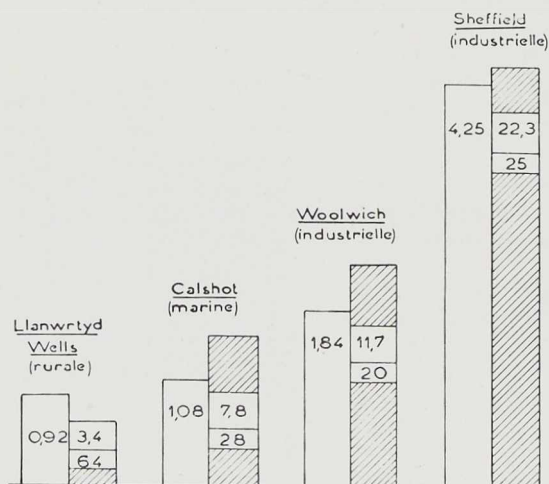 Sheffield
(industrielle)
4,25 22,3
25
Woolwich
(industrielle)
1,84 11,7
20
Calshot
(marine)
1,08 7,8
28
Llanwrtyd
Wells
(rurale)
0,92 3,4
64